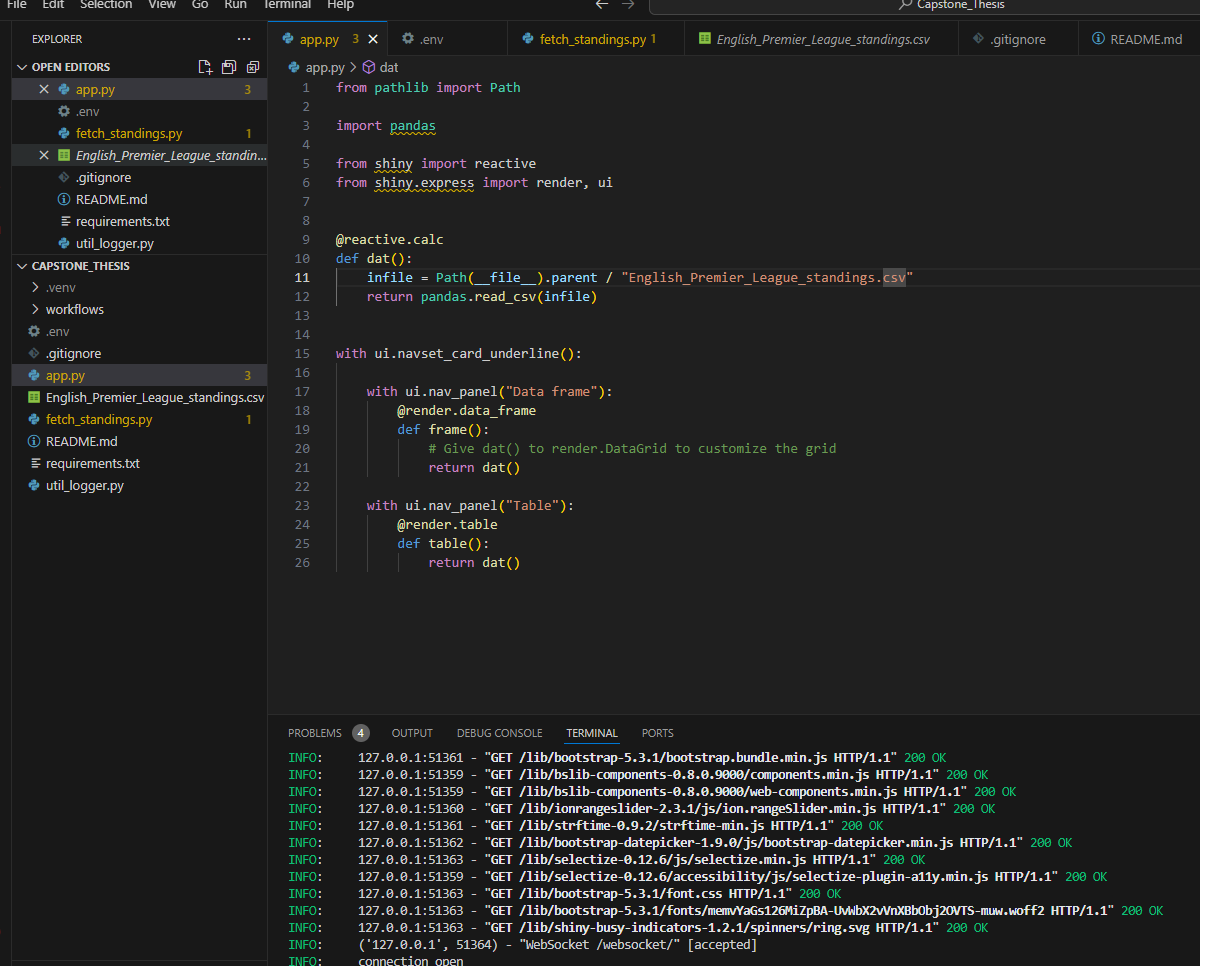 File Edit Selection View Go Run Terminal Help
Capstone_Thesis
EXPLORER
OPEN EDITORS
app.py 3
.env
fetch_standings.py 1
English_Premier_League_standin...
.gitignore
README.md
requirements.txt
util_logger.py
CAPSTONE_THESIS
.venv
workflows
.env
.gitignore
app.py 3
English_Premier_League_standings.csv
fetch_standings.py 1
README.md
requirements.txt
util_logger.py
app.py 3 .env fetch_standings.py 1 English_Premier_League_standings.csv .gitignore README.md
app.py > dat
1 from pathlib import Path
2
3 import pandas
4
5 from shiny import reactive
6 from shiny.express import render, ui
7
8
9 @reactive.calc
10 def dat():
11 infile = Path(__file__).parent / "English_Premier_League_standings.csv"
12 return pandas.read_csv(infile)
13
14
15 with ui.navset_card_underline():
16
17 with ui.nav_panel("Data frame"):
18 @render.data_frame
19 def frame():
20 # Give dat() to render.DataGrid to customize the grid
21 return dat()
22
23 with ui.nav_panel("Table"):
24 @render.table
25 def table():
26 return dat()
PROBLEMS 4 OUTPUT DEBUG CONSOLE TERMINAL PORTS
INFO: 127.0.0.1:51361 - "GET /lib/bootstrap-5.3.1/bootstrap.bundle.min.js HTTP/1.1" 200 OK
INFO: 127.0.0.1:51359 - "GET /lib/bslib-components-0.8.0.9000/components.min.js HTTP/1.1" 200 OK
INFO: 127.0.0.1:51359 - "GET /lib/bslib-components-0.8.0.9000/web-components.min.js HTTP/1.1" 200 OK
INFO: 127.0.0.1:51360 - "GET /lib/ionrangeslider-2.3.1/js/ion.rangeSlider.min.js HTTP/1.1" 200 OK
INFO: 127.0.0.1:51361 - "GET /lib/strftime-0.9.2/strftime-min.js HTTP/1.1" 200 OK
INFO: 127.0.0.1:51362 - "GET /lib/bootstrap-datepicker-1.9.0/js/bootstrap-datepicker.min.js HTTP/1.1" 200 OK
INFO: 127.0.0.1:51363 - "GET /lib/selectize-0.12.6/js/selectize.min.js HTTP/1.1" 200 OK
INFO: 127.0.0.1:51359 - "GET /lib/selectize-0.12.6/accessibility/js/selectize-plugin-a11y.min.js HTTP/1.1" 200 OK
INFO: 127.0.0.1:51363 - "GET /lib/bootstrap-5.3.1/font.css HTTP/1.1" 200 OK
INFO: 127.0.0.1:51363 - "GET /lib/bootstrap-5.3.1/fonts/memvYaGs126MiZpBA-UvWbX2vVnXBbObj2OVTS-muw.woff2 HTTP/1.1" 200 OK
INFO: 127.0.0.1:51363 - "GET /lib/shiny-busy-indicators-1.2.1/spinners/ring.svg HTTP/1.1" 200 OK
INFO: ('127.0.0.1', 51364) - "WebSocket /websocket/" [accepted]
INFO: connection open